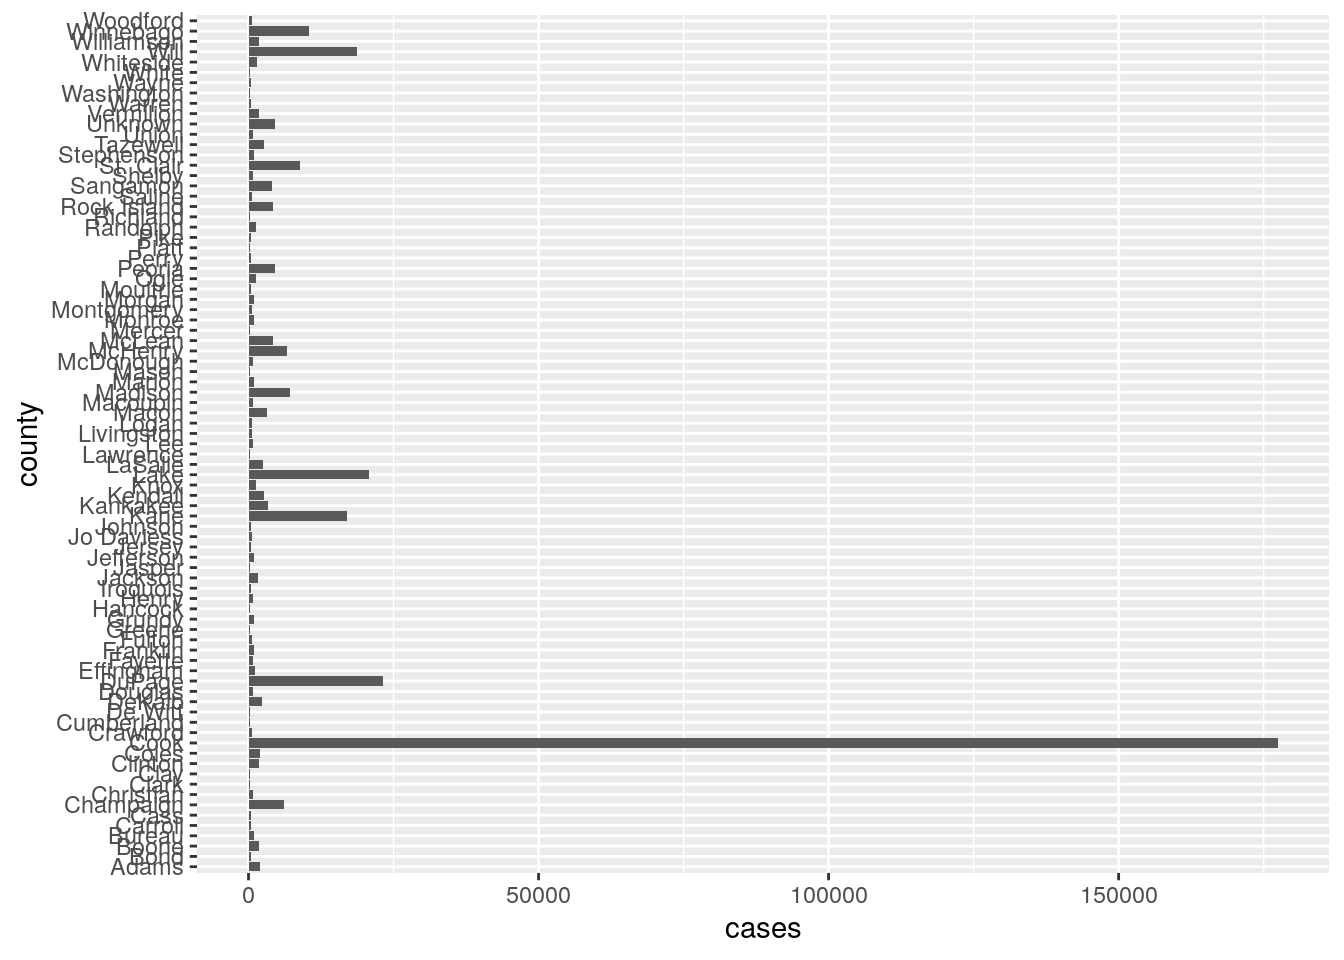 Woodford
Winnebago
Williamson
Will
Whiteside
White
Wayne
Washington
Warren
Vermilion
Unknown
Union
Tazewell
Stephenson
St. Clair
Shelby
Sangamon
Saline
Rock Island
Richland
Randolph
Pike
Piatt
Perry
Peoria
Ogle
Moultrie
Morgan
Montgomery
Monroe
Mercer
McLean
McHenry
McDonough
Mason
Marion
Madison
Macoupin
Macon
Logan
Livingston
Lee
Lawrence
LaSalle
Lake
Knox
Kendall
Kankakee
Kane
Johnson
Jo Daviess
Jersey
Jefferson
Jasper
Jackson
Iroquois
Henry
Hancock
Grundy
Greene
Fulton
Franklin
Fayette
Effingham
DuPage
Douglas
DeKalb
De Witt
Cumberland
Crawford
Cook
Coles
Clinton
Clay
Clark
Christian
Champaign
Cass
Carroll
Bureau
Boone
Bond
Adams
county
0 50000 100000 150000
cases